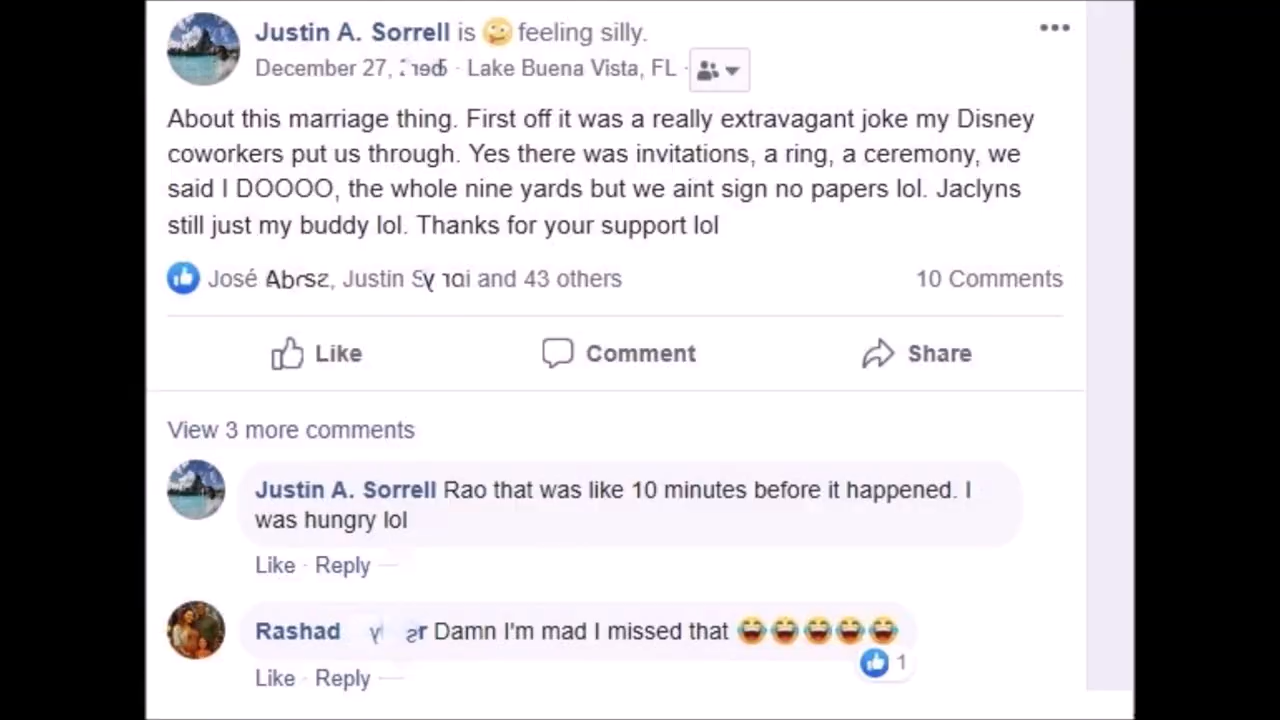 Justin A. Sorrell is feeling silly.
December 27, · Lake Buena Vista, FL ·
About this marriage thing. First off it was a really extravagant joke my Disney
coworkers put us through. Yes there was invitations, a ring, a ceremony, we
said I DOOOO, the whole nine yards but we aint sign no papers lol. Jaclyns
still just my buddy lol. Thanks for your support lol
José , Justin and 43 others
10 Comments
Like
Comment
Share
View 3 more comments
Justin A. Sorrell Rao that was like 10 minutes before it happened. I
was hungry lol
Like · Reply
Rashad Damn I'm mad I missed that 😂😂😂😂😂
1
Like · Reply